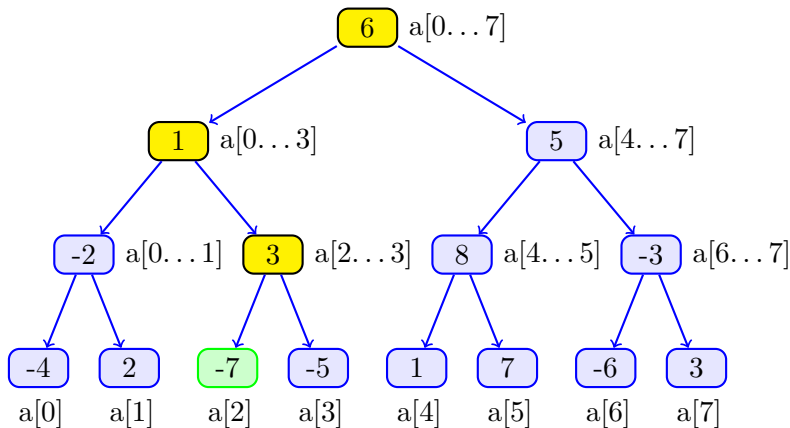 6 a[0...7]
1 a[0...3] 5 a[4...7]
-2 a[0...1] 3 a[2...3] 8 a[4...5] -3 a[6...7]
-4 2 -7 -5 1 7 -6 3
a[0] a[1] a[2] a[3] a[4] a[5] a[6] a[7]